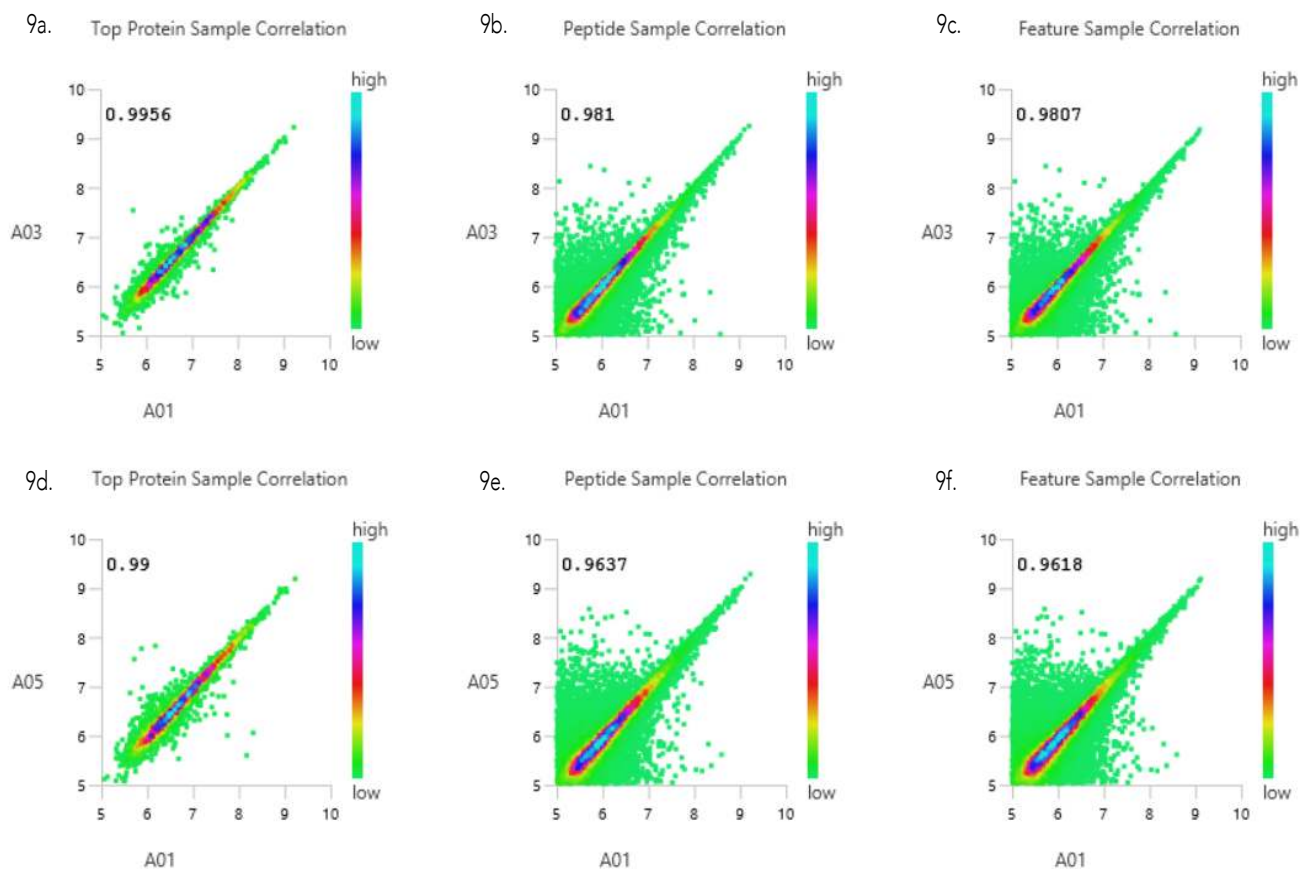 9a. Top Protein Sample Correlation
high
10
0.9956
9
8
7
A03
6
5
low
5 6 7 8 9 10
A01
9b. Peptide Sample Correlation
high
10
0.981
9
8
7
A03
6
5
low
5 6 7 8 9 10
A01
9c. Feature Sample Correlation
high
10
0.9807
9
8
7
A03
6
5
low
5 6 7 8 9 10
A01
9d. Top Protein Sample Correlation
high
10
0.99
9
8
7
A05
6
5
low
5 6 7 8 9 10
A01
9e. Peptide Sample Correlation
high
10
0.9637
9
8
7
A05
6
5
low
5 6 7 8 9 10
A01
9f. Feature Sample Correlation
high
10
0.9618
9
8
7
A05
6
5
low
5 6 7 8 9 10
A01